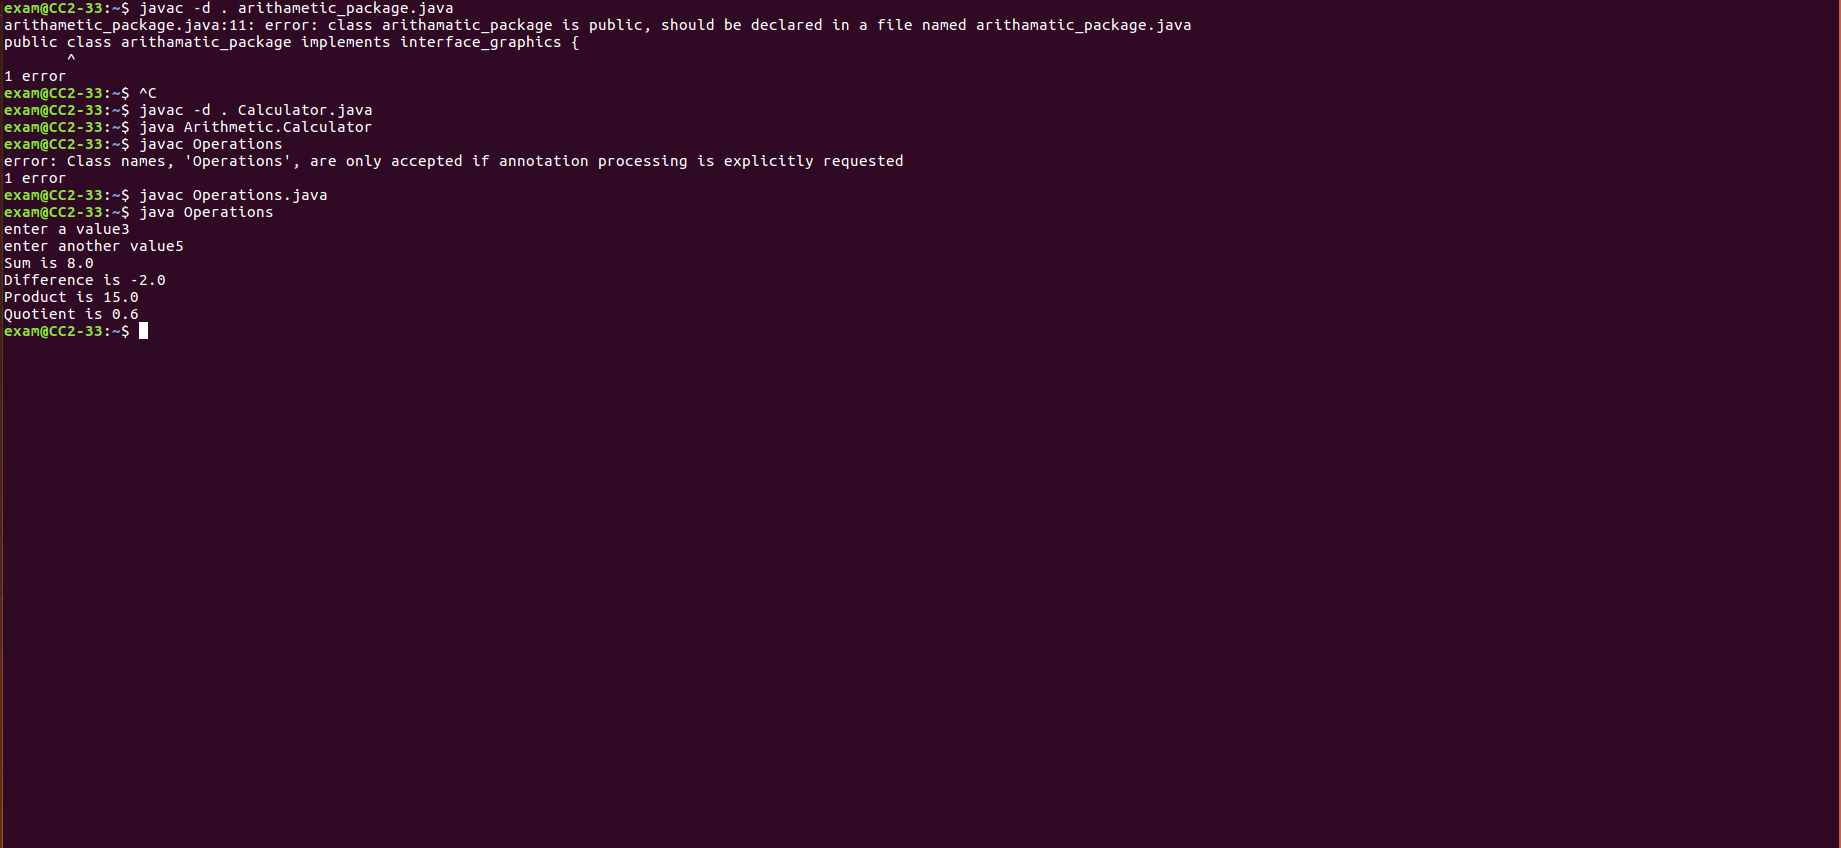 exam@CC2-33:~$ javac -d . arithametic_package.java
arithametic_package.java:11: error: class arithamatic_package is public, should be declared in a file named arithamatic_package.java
public class arithamatic_package implements interface_graphics {
       ^
1 error
exam@CC2-33:~$ ^C
exam@CC2-33:~$ javac -d . Calculator.java
exam@CC2-33:~$ java Arithmetic.Calculator
exam@CC2-33:~$ javac Operations
error: Class names, 'Operations', are only accepted if annotation processing is explicitly requested
1 error
exam@CC2-33:~$ javac Operations.java
exam@CC2-33:~$ java Operations
enter a value3
enter another value5
Sum is 8.0
Difference is -2.0
Product is 15.0
Quotient is 0.6
exam@CC2-33:~$